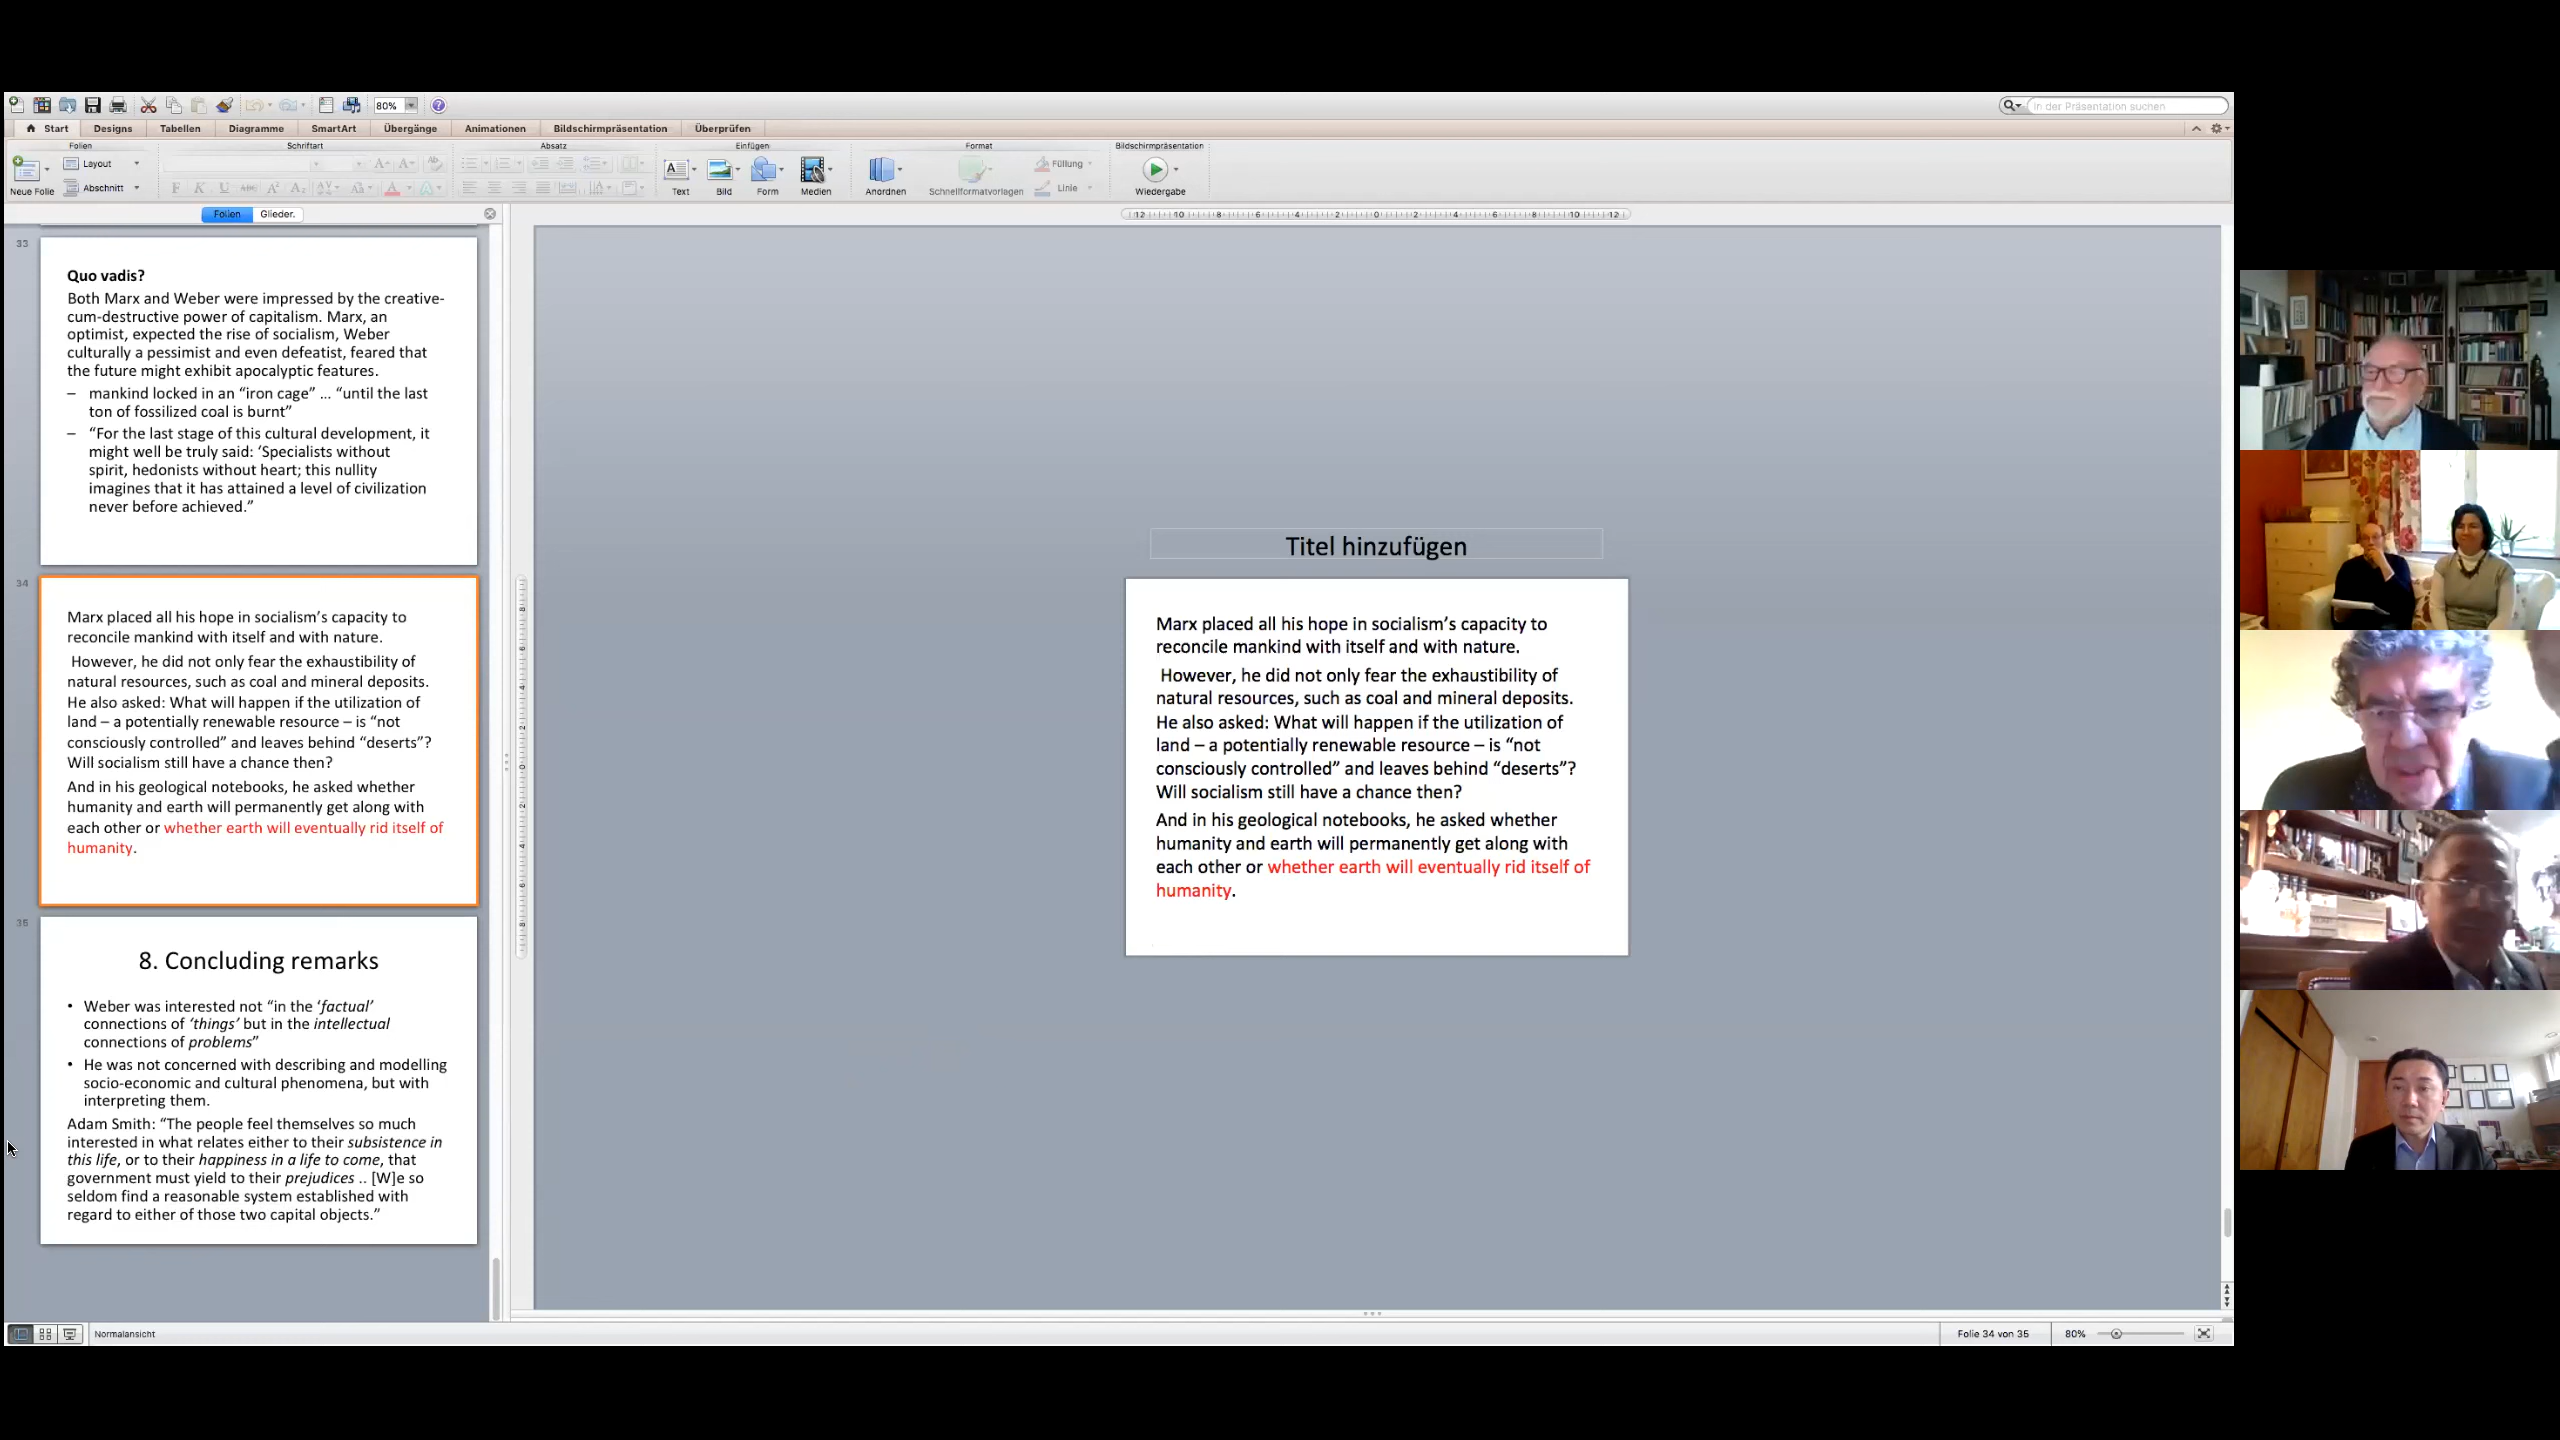 80%
In der Präsentation suchen
Start
Designs
Tabellen
Diagramme
SmartArt
Übergänge
Animationen
Bildschirmpräsentation
Überprüfen
Folien
Schriftart
Absatz
Einfügen
Format
Bildschirmpräsentation
Neue Folie
Layout
Abschnitt
Text
Bild
Form
Medien
Anordnen
Schnellformatvorlagen
Füllung
Linie
Wiedergabe
Folien
Glieder.
33
Quo vadis?
Both Marx and Weber were impressed by the creative-
cum-destructive power of capitalism. Marx, an
optimist, expected the rise of socialism, Weber
culturally a pessimist and even defeatist, feared that
the future might exhibit apocalyptic features.
– mankind locked in an “iron cage” … “until the last
ton of fossilized coal is burnt”
– “For the last stage of this cultural development, it
might well be truly said: ‘Specialists without
spirit, hedonists without heart; this nullity
imagines that it has attained a level of civilization
never before achieved.”
34
Marx placed all his hope in socialism’s capacity to
reconcile mankind with itself and with nature.
However, he did not only fear the exhaustibility of
natural resources, such as coal and mineral deposits.
He also asked: What will happen if the utilization of
land – a potentially renewable resource – is “not
consciously controlled” and leaves behind “deserts”?
Will socialism still have a chance then?
And in his geological notebooks, he asked whether
humanity and earth will permanently get along with
each other or whether earth will eventually rid itself of
humanity.
35
8. Concluding remarks
• Weber was interested not “in the ‘factual’
connections of ‘things’ but in the intellectual
connections of problems”
• He was not concerned with describing and modelling
socio-economic and cultural phenomena, but with
interpreting them.
Adam Smith: “The people feel themselves so much
interested in what relates either to their subsistence in
this life, or to their happiness in a life to come, that
government must yield to their prejudices .. [W]e so
seldom find a reasonable system established with
regard to either of those two capital objects.”
Titel hinzufügen
Marx placed all his hope in socialism’s capacity to
reconcile mankind with itself and with nature.
However, he did not only fear the exhaustibility of
natural resources, such as coal and mineral deposits.
He also asked: What will happen if the utilization of
land – a potentially renewable resource – is “not
consciously controlled” and leaves behind “deserts”?
Will socialism still have a chance then?
And in his geological notebooks, he asked whether
humanity and earth will permanently get along with
each other or whether earth will eventually rid itself of
humanity.
Normalansicht
Folie 34 von 35
80%